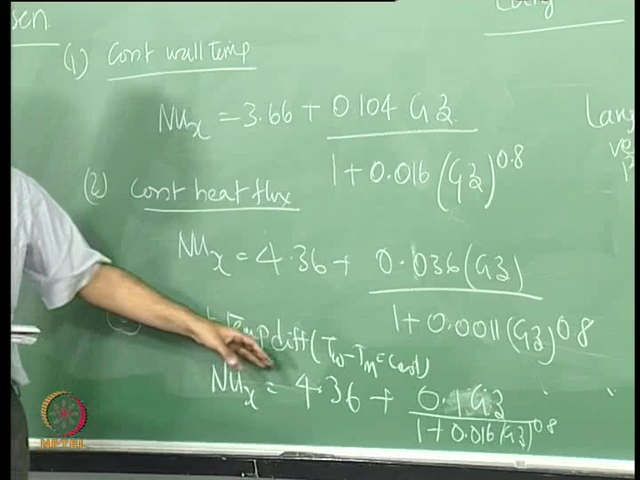 sen.
(1) Const wall temp
Nux = 3.66 + 0.104 Gz / 1 + 0.016 (Gz)^0.8
(2) Const heat flux
Nux = 4.36 + 0.036 (Gz) / 1 + 0.0011 (Gz)^0.8
Temp diff (Tw - Tm = const)
Nux = 4.36 + 0.1 Gz / 1 + 0.016 (Gz)^0.8
NPTEL